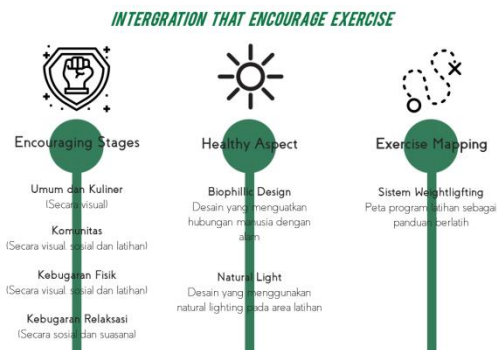 INTERGRATION THAT ENCOURAGE EXERCISE
Encouraging Stages
Umum dan Kuliner
(Secara visual)
Komunitas
(Secara visual, sosial dan latihan)
Kebugaran Fisik
(Secara visual, sosial dan latihan)
Kebugaran Relaksasi
(Secara sosial dan suasana)
Healthy Aspect
Biophillic Design
Desain yang menguatkan
hubungan manusia dengan
alam
Natural Light
Desain yang menggunakan
natural lighting pada area latihan
Exercise Mapping
Sistem Weightligfting
Peta program latihan sebagai
panduan berlatih